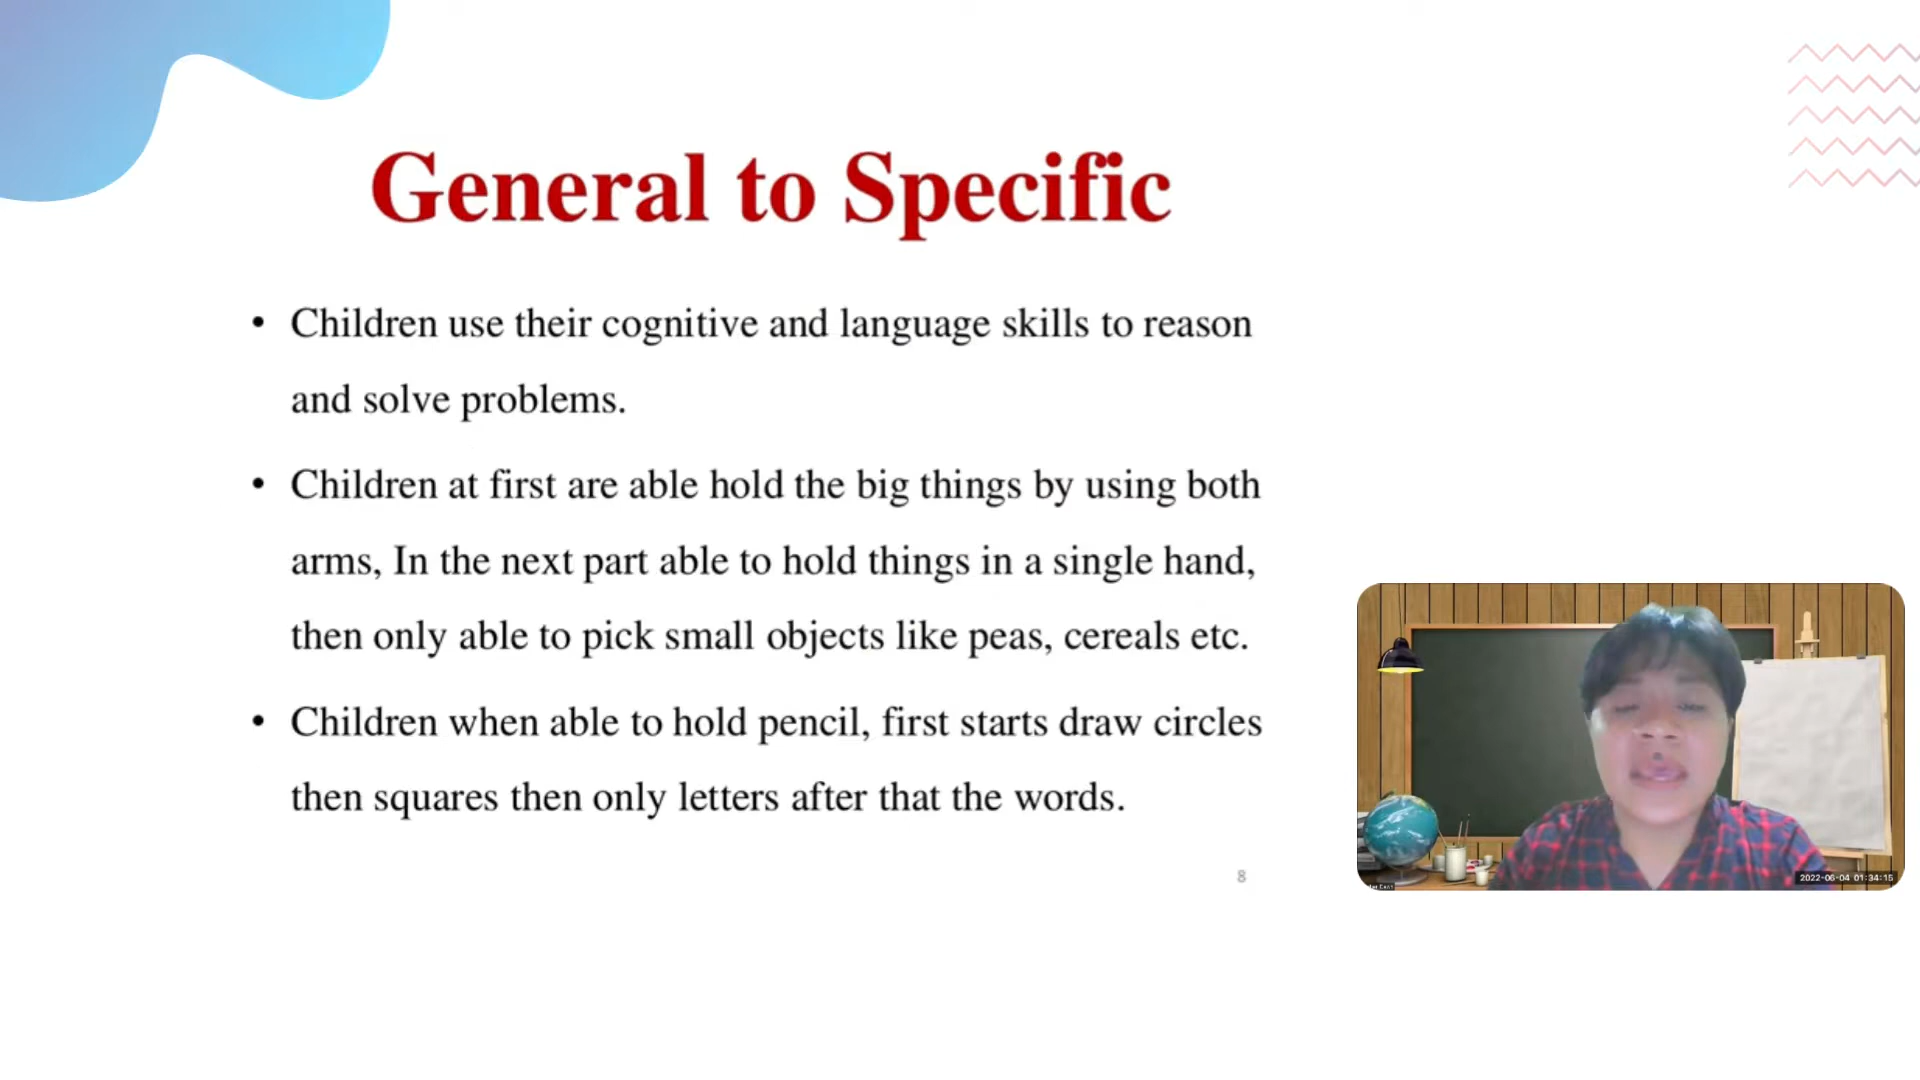 General to Specific
• Children use their cognitive and language skills to reason
and solve problems.
• Children at first are able hold the big things by using both
arms, In the next part able to hold things in a single hand,
then only able to pick small objects like peas, cereals etc.
• Children when able to hold pencil, first starts draw circles
then squares then only letters after that the words.
8
2022-06-04 01:34:15